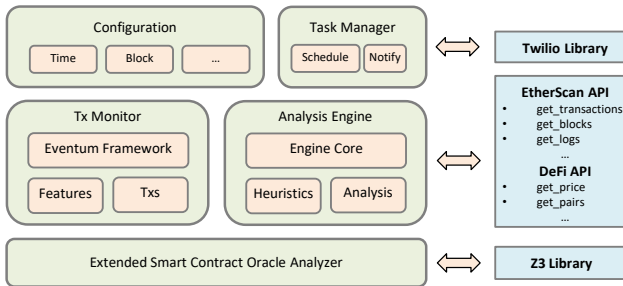 Configuration
Time
Block
...
Task Manager
Schedule
Notify
Twilio Library
Tx Monitor
Eventum Framework
Features
Txs
Analysis Engine
Engine Core
Heuristics
Analysis
EtherScan API
• get_transactions
• get_blocks
• get_logs
...
DeFi API
• get_price
• get_pairs
...
Extended Smart Contract Oracle Analyzer
Z3 Library